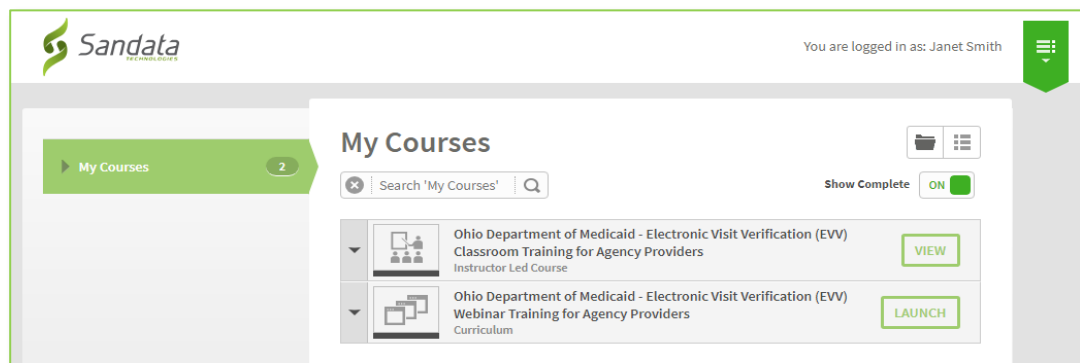 Sandata
TECHNOLOGIES
You are logged in as: Janet Smith
My Courses
2
My Courses
Search 'My Courses'
Show Complete
ON
Ohio Department of Medicaid - Electronic Visit Verification (EVV)
Classroom Training for Agency Providers
Instructor Led Course
VIEW
Ohio Department of Medicaid - Electronic Visit Verification (EVV)
Webinar Training for Agency Providers
Curriculum
LAUNCH